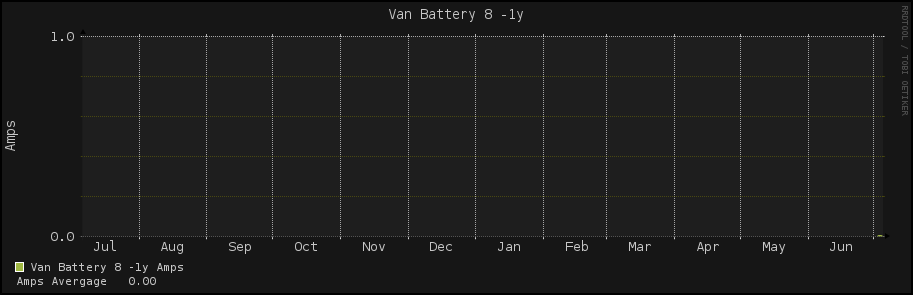 Van Battery 8 -1y
RRDTOOL / TOBI OETIKER
1.0
Amps
0.0
Jul Aug Sep Oct Nov Dec Jan Feb Mar Apr May Jun
Van Battery 8 -1y Amps
Amps Avergage 0.00